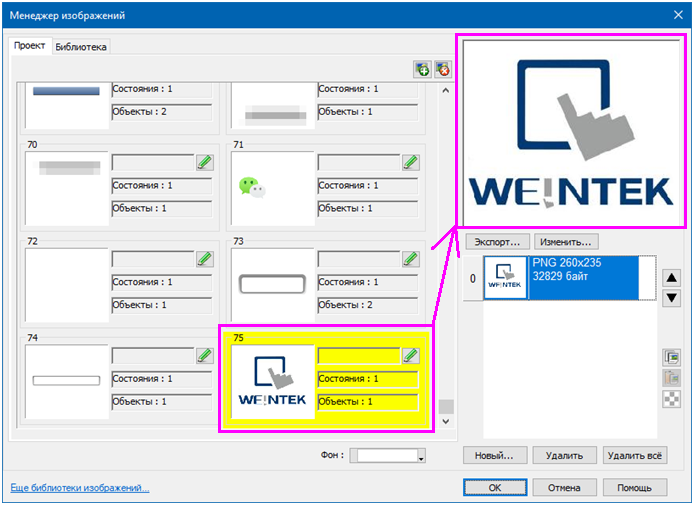 Менеджер изображений
Проект
Библиотека
Состояния : 1
Объекты : 2
Состояния : 1
Объекты : 1
70
Состояния : 1
Объекты : 1
71
Состояния : 1
Объекты : 1
72
Состояния : 1
Объекты : 1
73
Состояния : 1
Объекты : 2
74
Состояния : 1
Объекты : 1
75
WEINTEK
Состояния : 1
Объекты : 1
Фон :
Еще библиотеки изображений...
WEINTEK
Экспорт...
Изменить...
0
WEINTEK
PNG 260x235
32829 байт
Новый...
Удалить
Удалить всё
OK
Отмена
Помощь